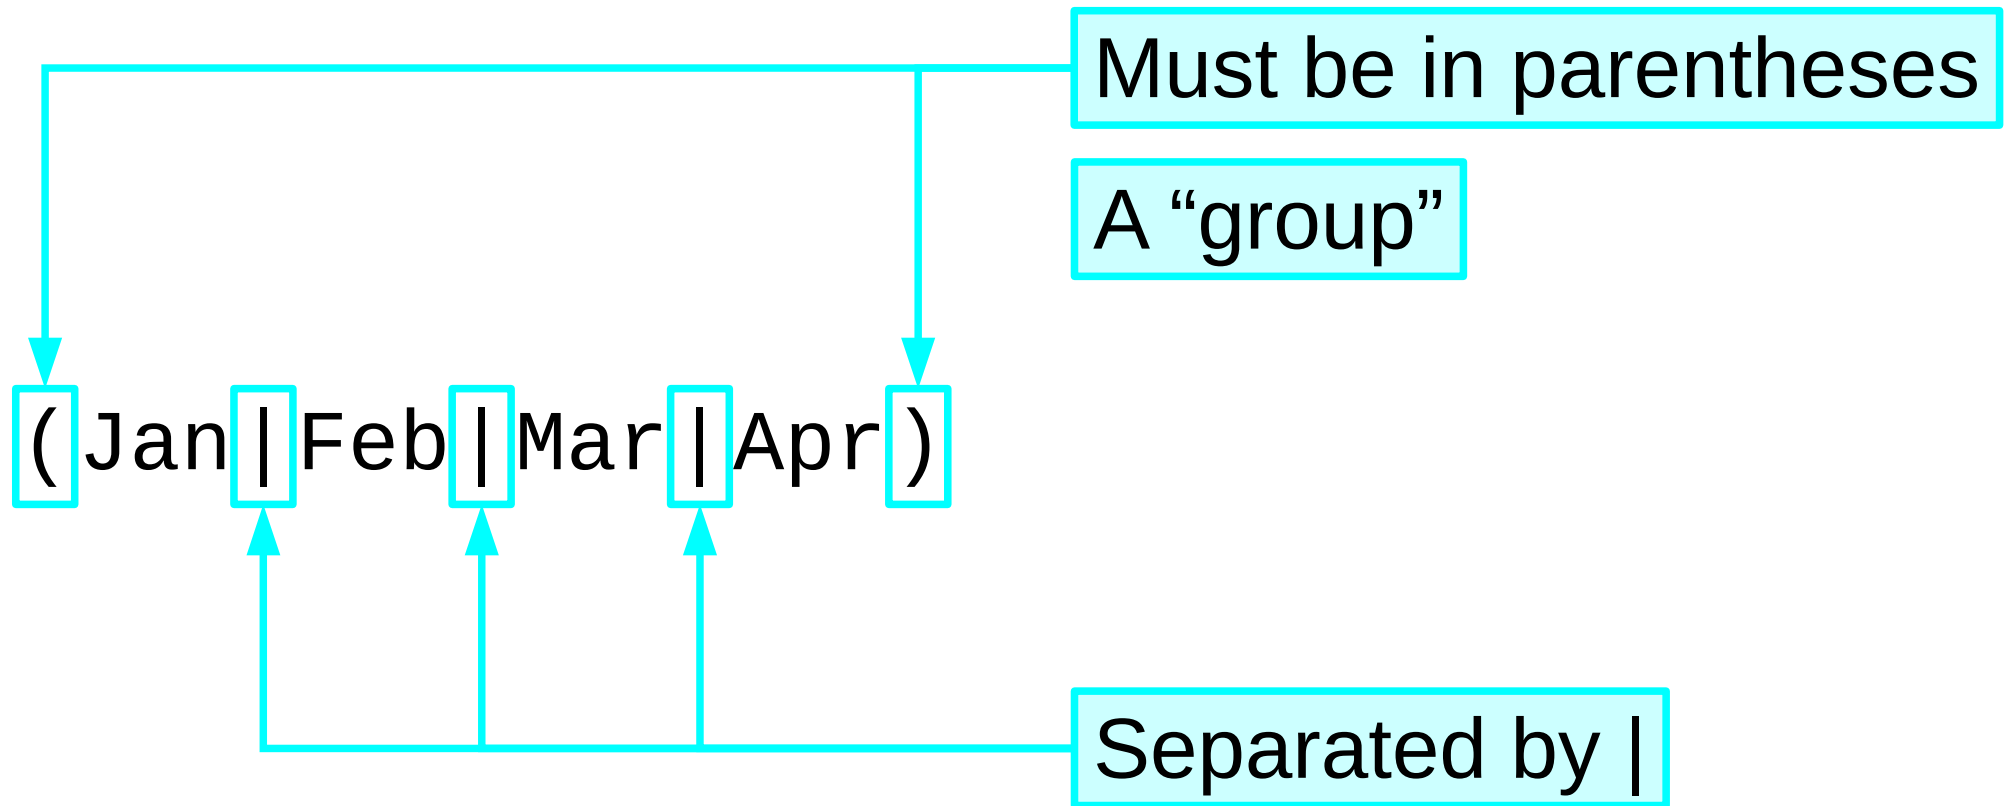 Must be in parentheses
A “group”
(Jan|Feb|Mar|Apr)
Separated by |